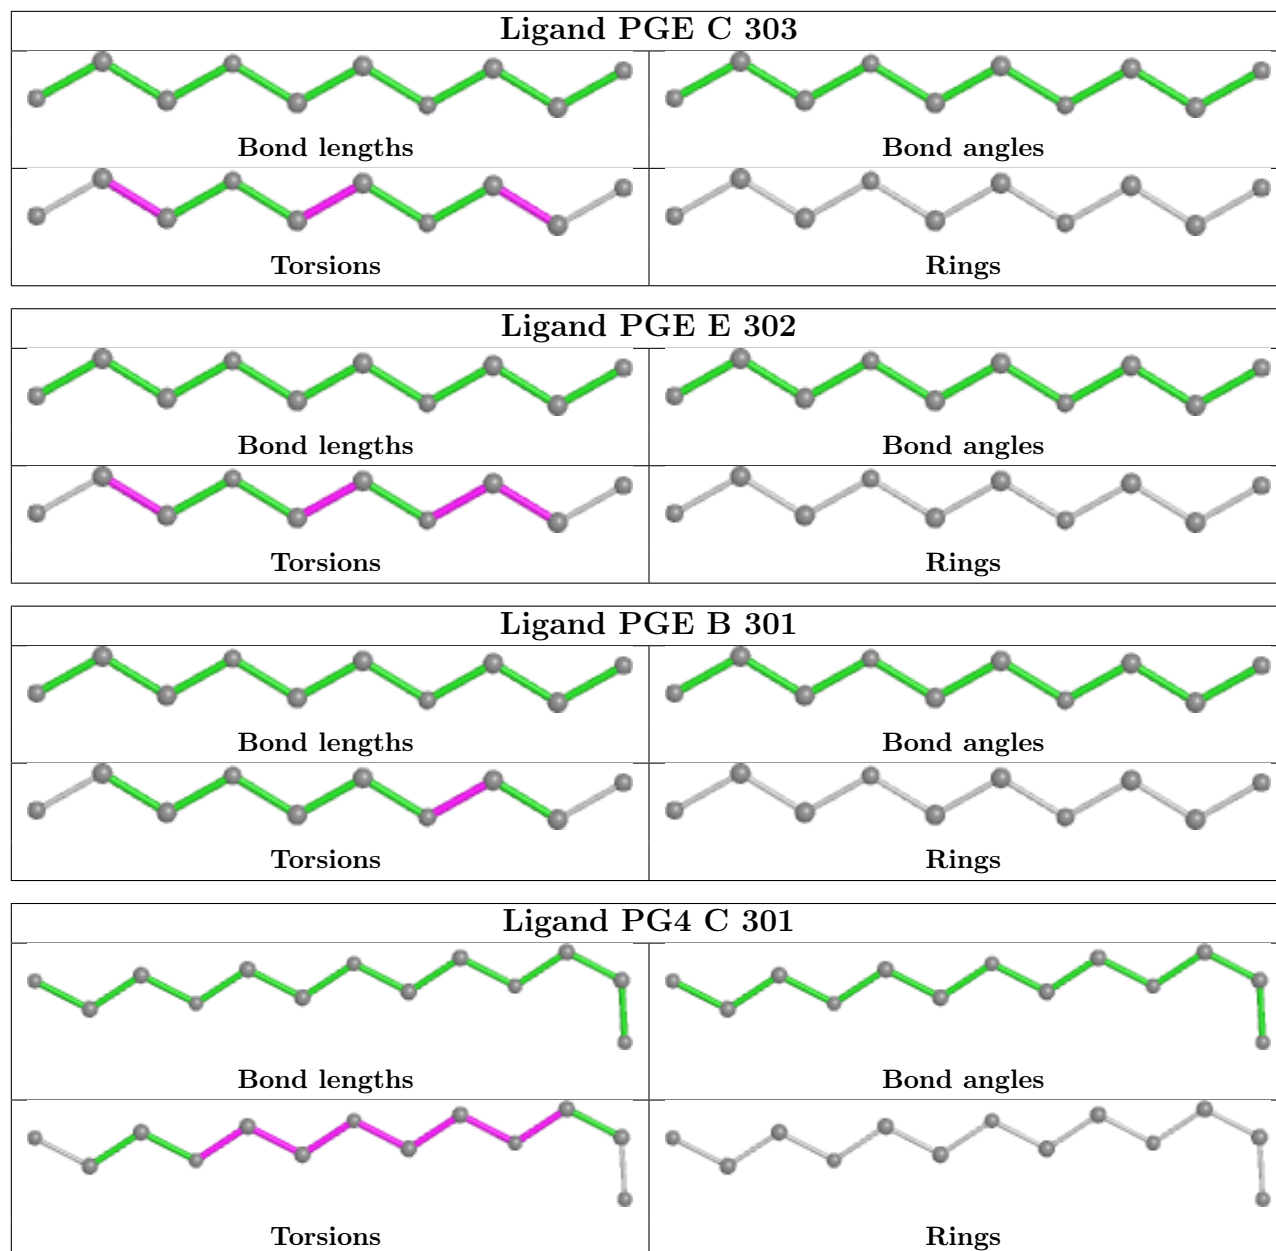 Ligand PGE C 303
Bond lengths
Bond angles
Torsions
Rings
Ligand PGE E 302
Bond lengths
Bond angles
Torsions
Rings
Ligand PGE B 301
Bond lengths
Bond angles
Torsions
Rings
Ligand PG4 C 301
Bond lengths
Bond angles
Torsions
Rings